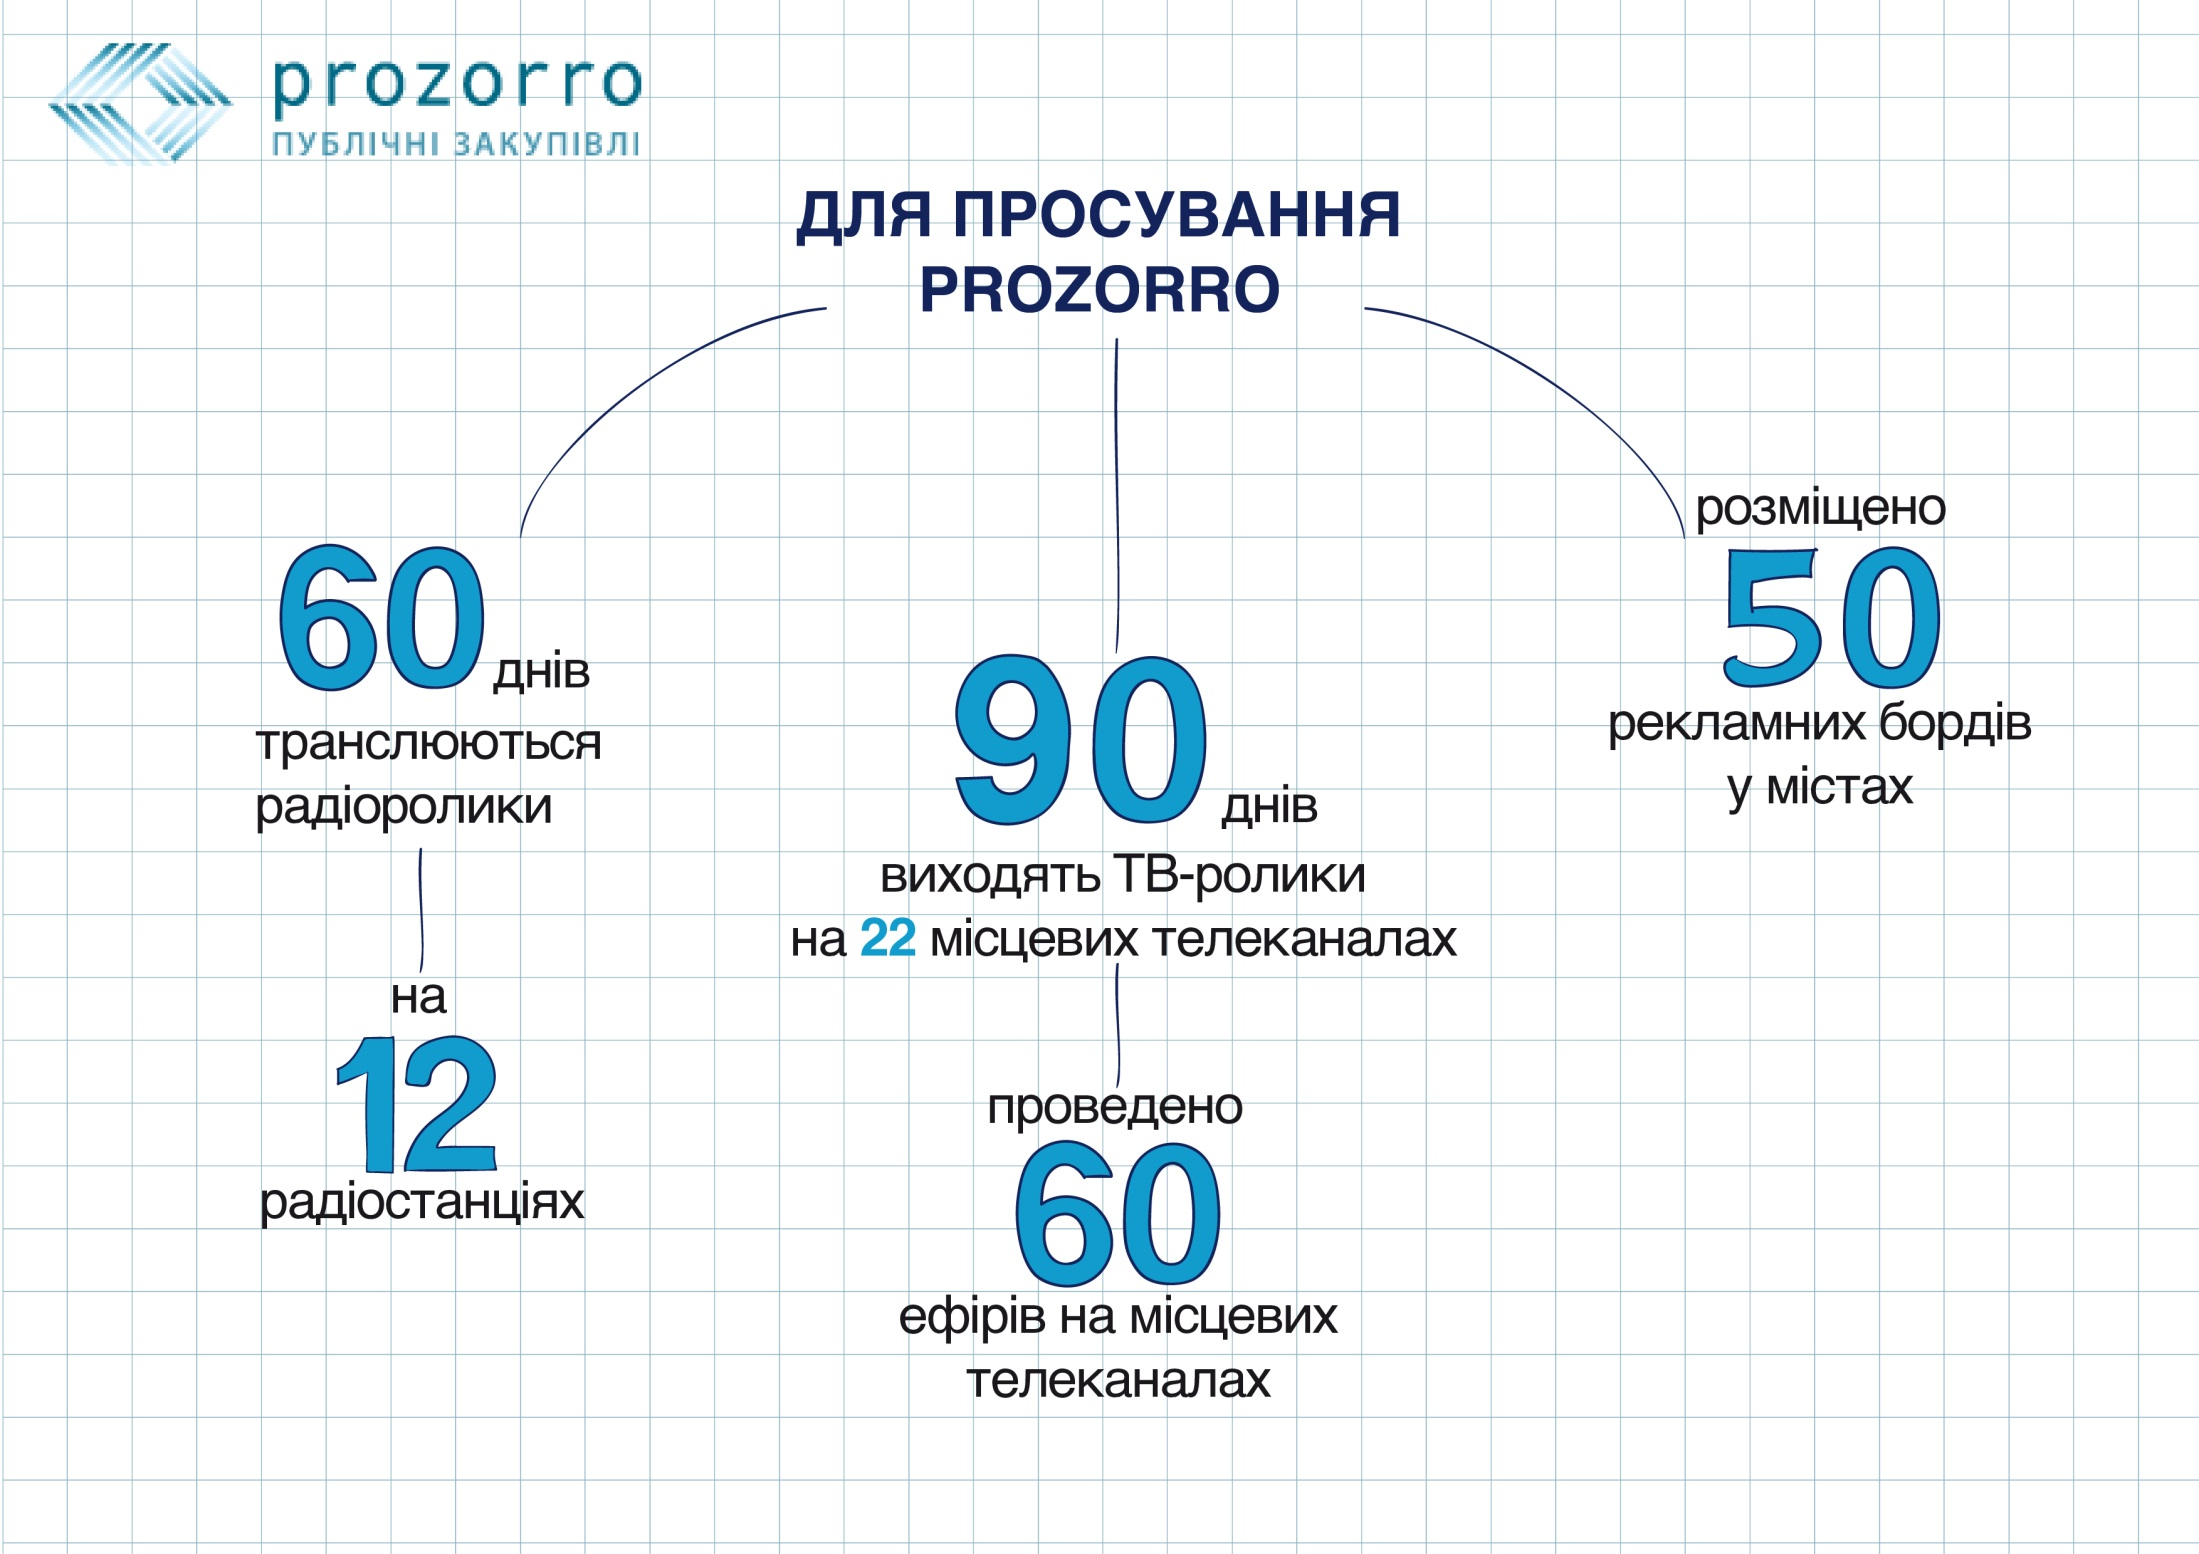 prozorro
ПУБЛІЧНІ ЗАКУПІВЛІ
ДЛЯ ПРОСУВАННЯ
PROZORRO
60 днів
транслюються
радіоролики
на
12
радіостанціях
90 днів
виходять ТВ-ролики
на 22 місцевих телеканалах
проведено
60
ефірів на місцевих
телеканалах
розміщено
50
рекламних бордів
у містах